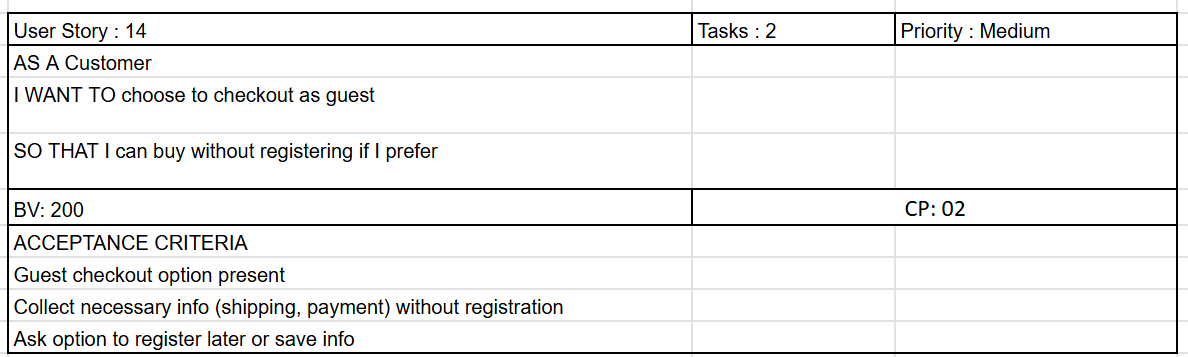 User Story : 14 Tasks : 2 Priority : Medium
AS A Customer
I WANT TO choose to checkout as guest
SO THAT I can buy without registering if I prefer
BV: 200 CP: 02
ACCEPTANCE CRITERIA
Guest checkout option present
Collect necessary info (shipping, payment) without registration
Ask option to register later or save info